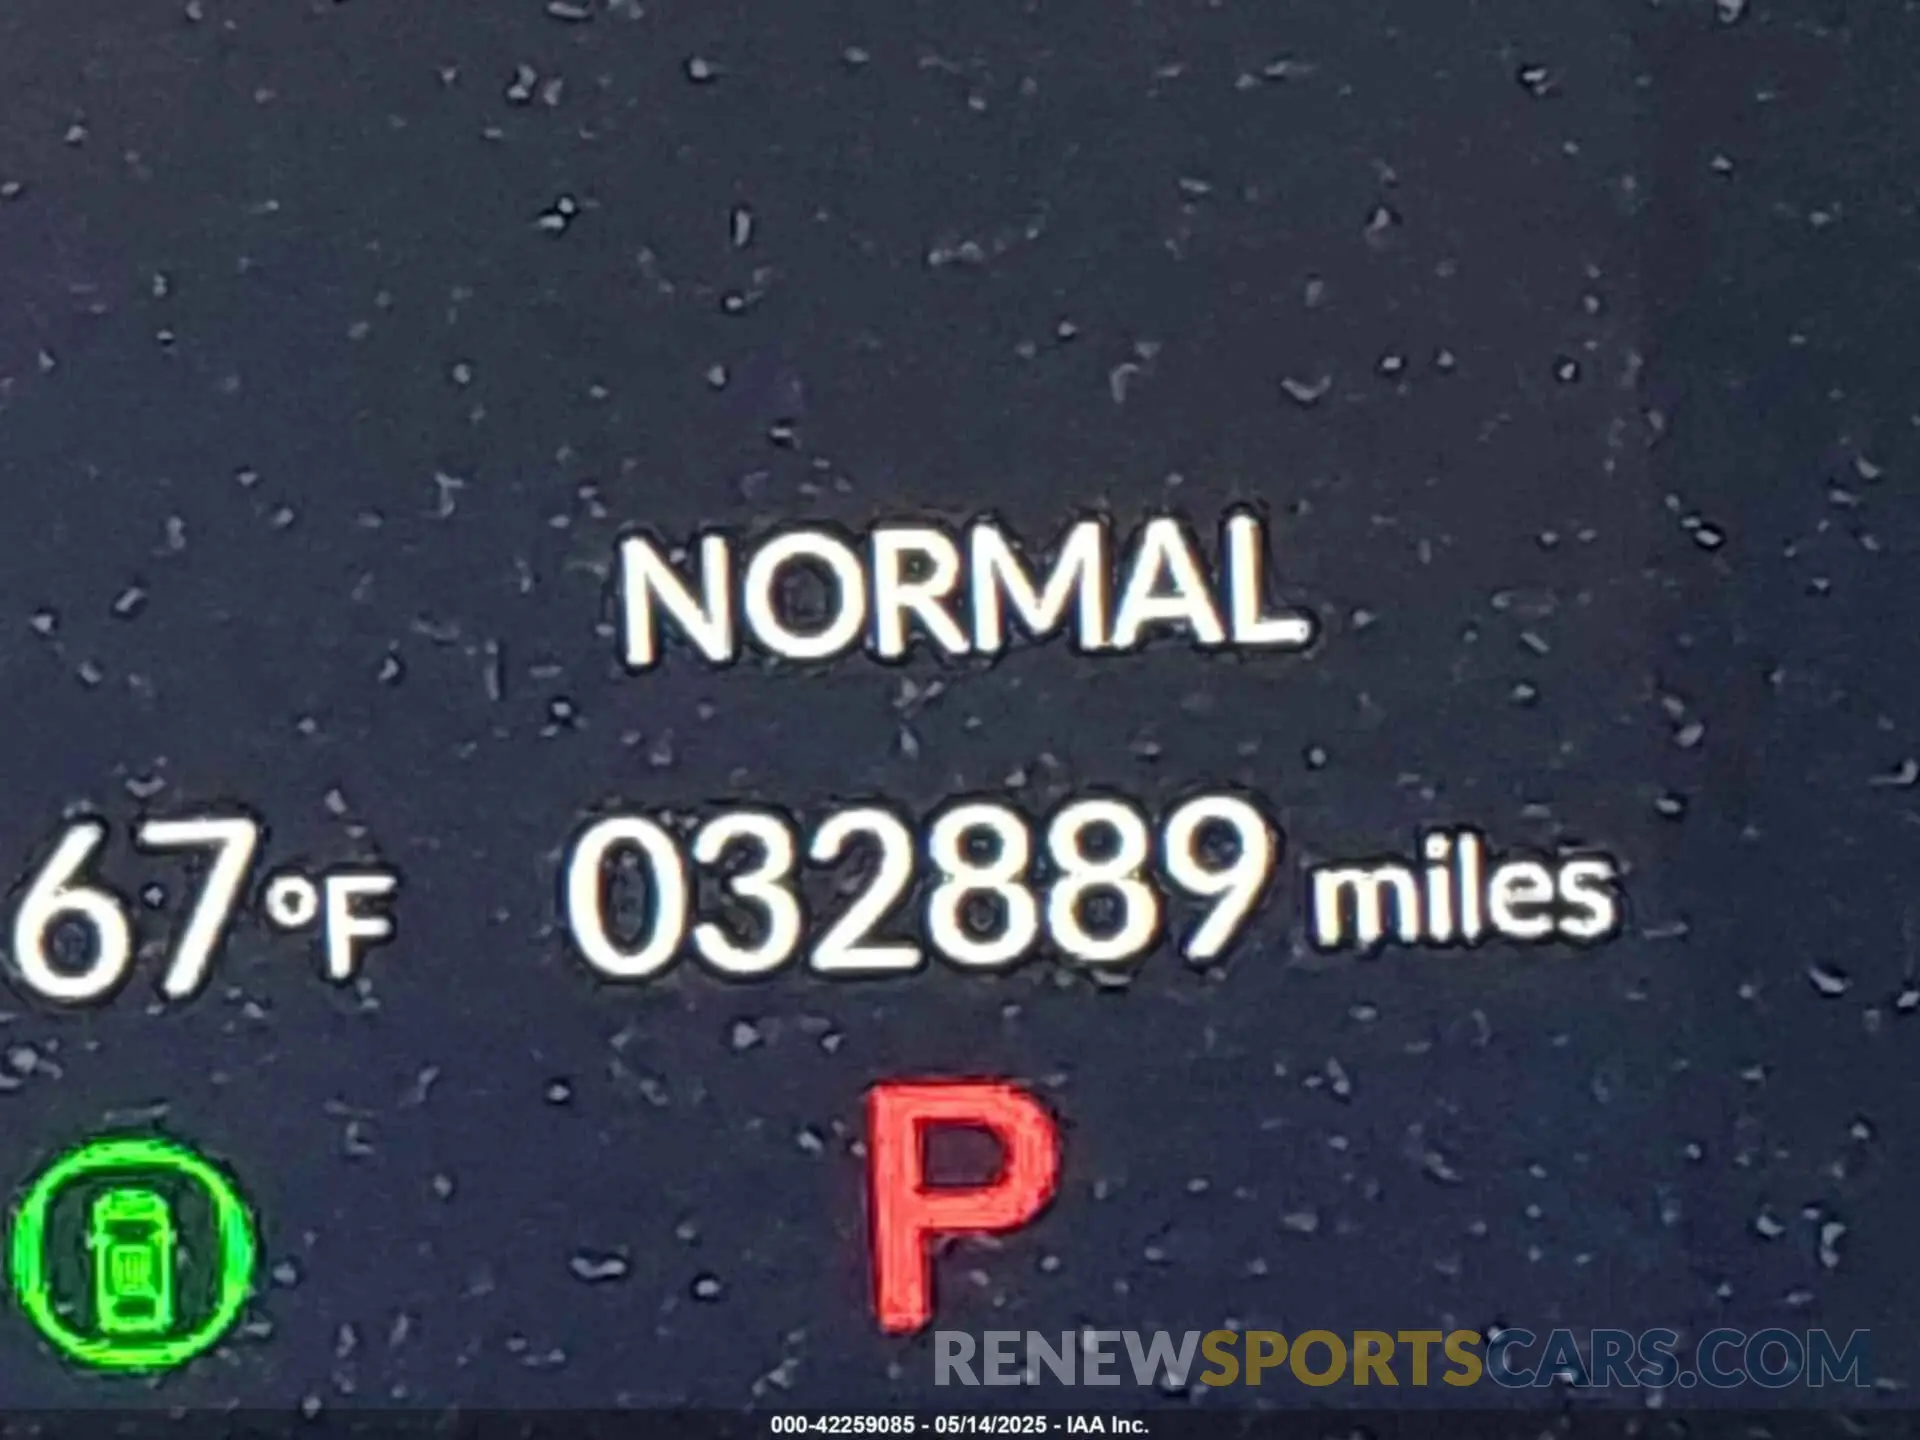 NORMAL
67°F 032889 miles
P
RENEWSPORTSCARS.COM
000-42259085 - 05/14/2025 - IAA Inc.